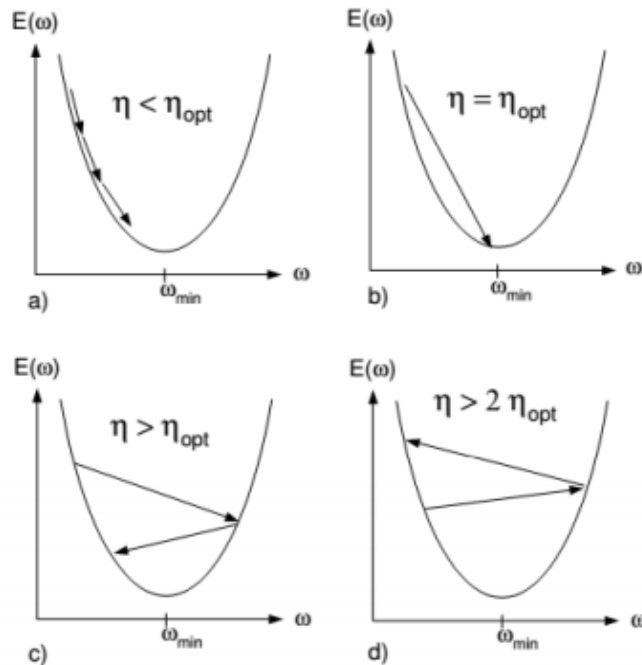 E(ω)
η < η_opt
ω
ω_min
a)
E(ω)
η = η_opt
ω
ω_min
b)
E(ω)
η > η_opt
ω
ω_min
c)
E(ω)
η > 2 η_opt
ω
ω_min
d)